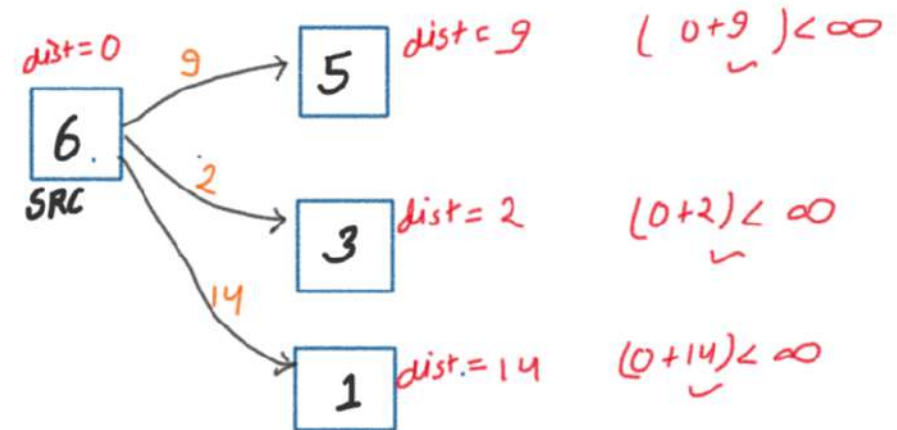 dist=0
9
5
dist=9
(0+9)<∞
6.
SRC
2
3
dist=2
(0+2)<∞
14
1
dist.=14
(0+14)<∞